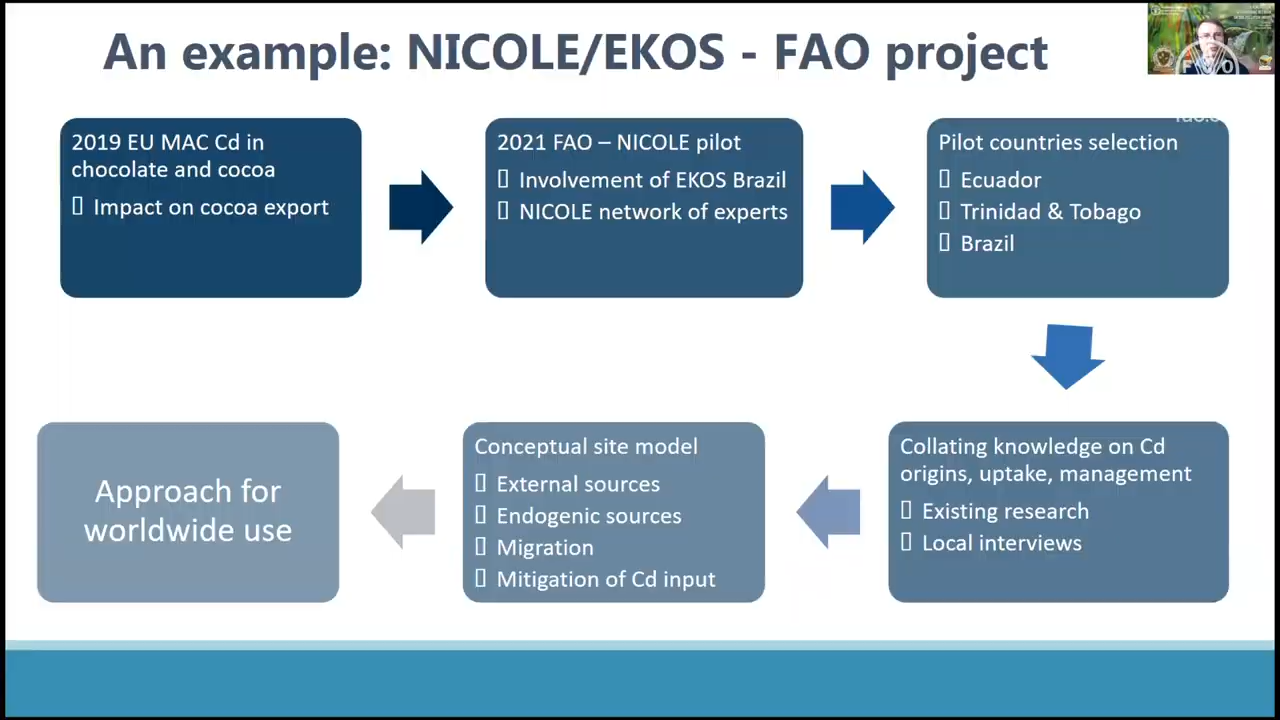 An example: NICOLE/EKOS - FAO project
2019 EU MAC Cd in
chocolate and cocoa
Impact on cocoa export
2021 FAO – NICOLE pilot
Involvement of EKOS Brazil
NICOLE network of experts
Pilot countries selection
Ecuador
Trinidad & Tobago
Brazil
Collating knowledge on Cd
origins, uptake, management
Existing research
Local interviews
Conceptual site model
External sources
Endogenic sources
Migration
Mitigation of Cd input
Approach for
worldwide use